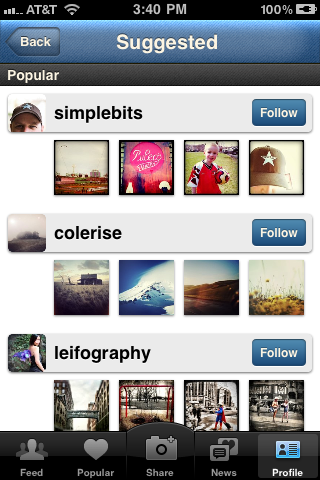 AT&T 3:40 PM 100%
Back Suggested
Popular
simplebits Follow
colerise Follow
leifography Follow
Feed Popular Share News Profile